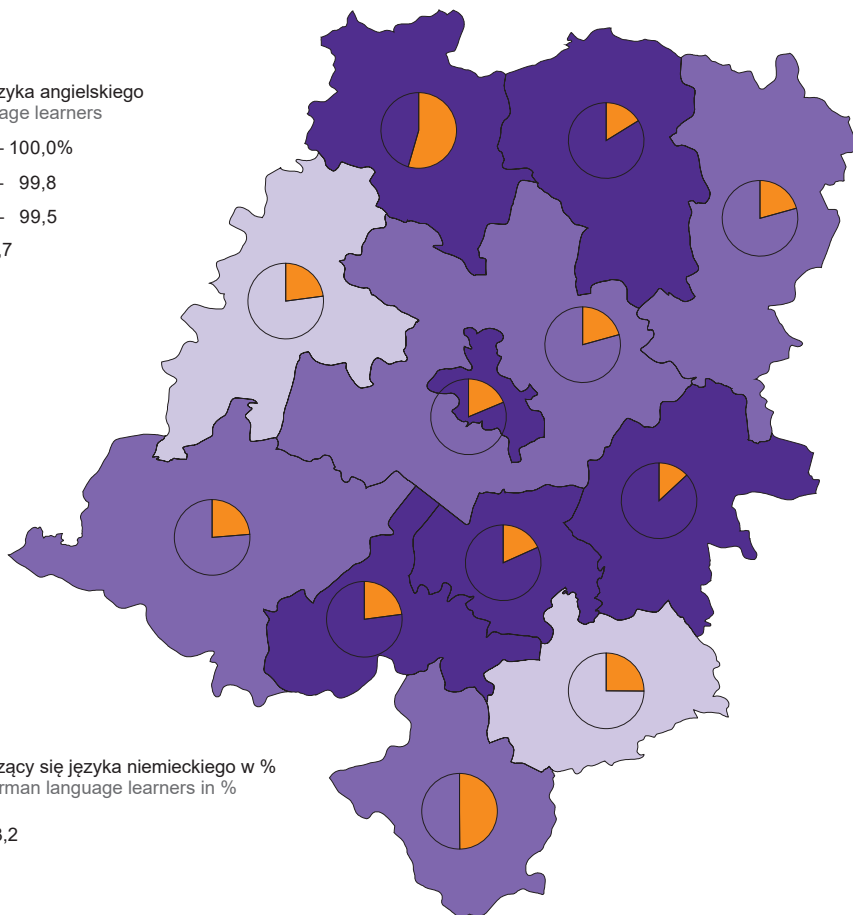 zyka angielskiego
age learners
- 100,0%
- 99,8
- 99,5
,7
zący się języka niemieckiego w %
rman language learners in %
3,2